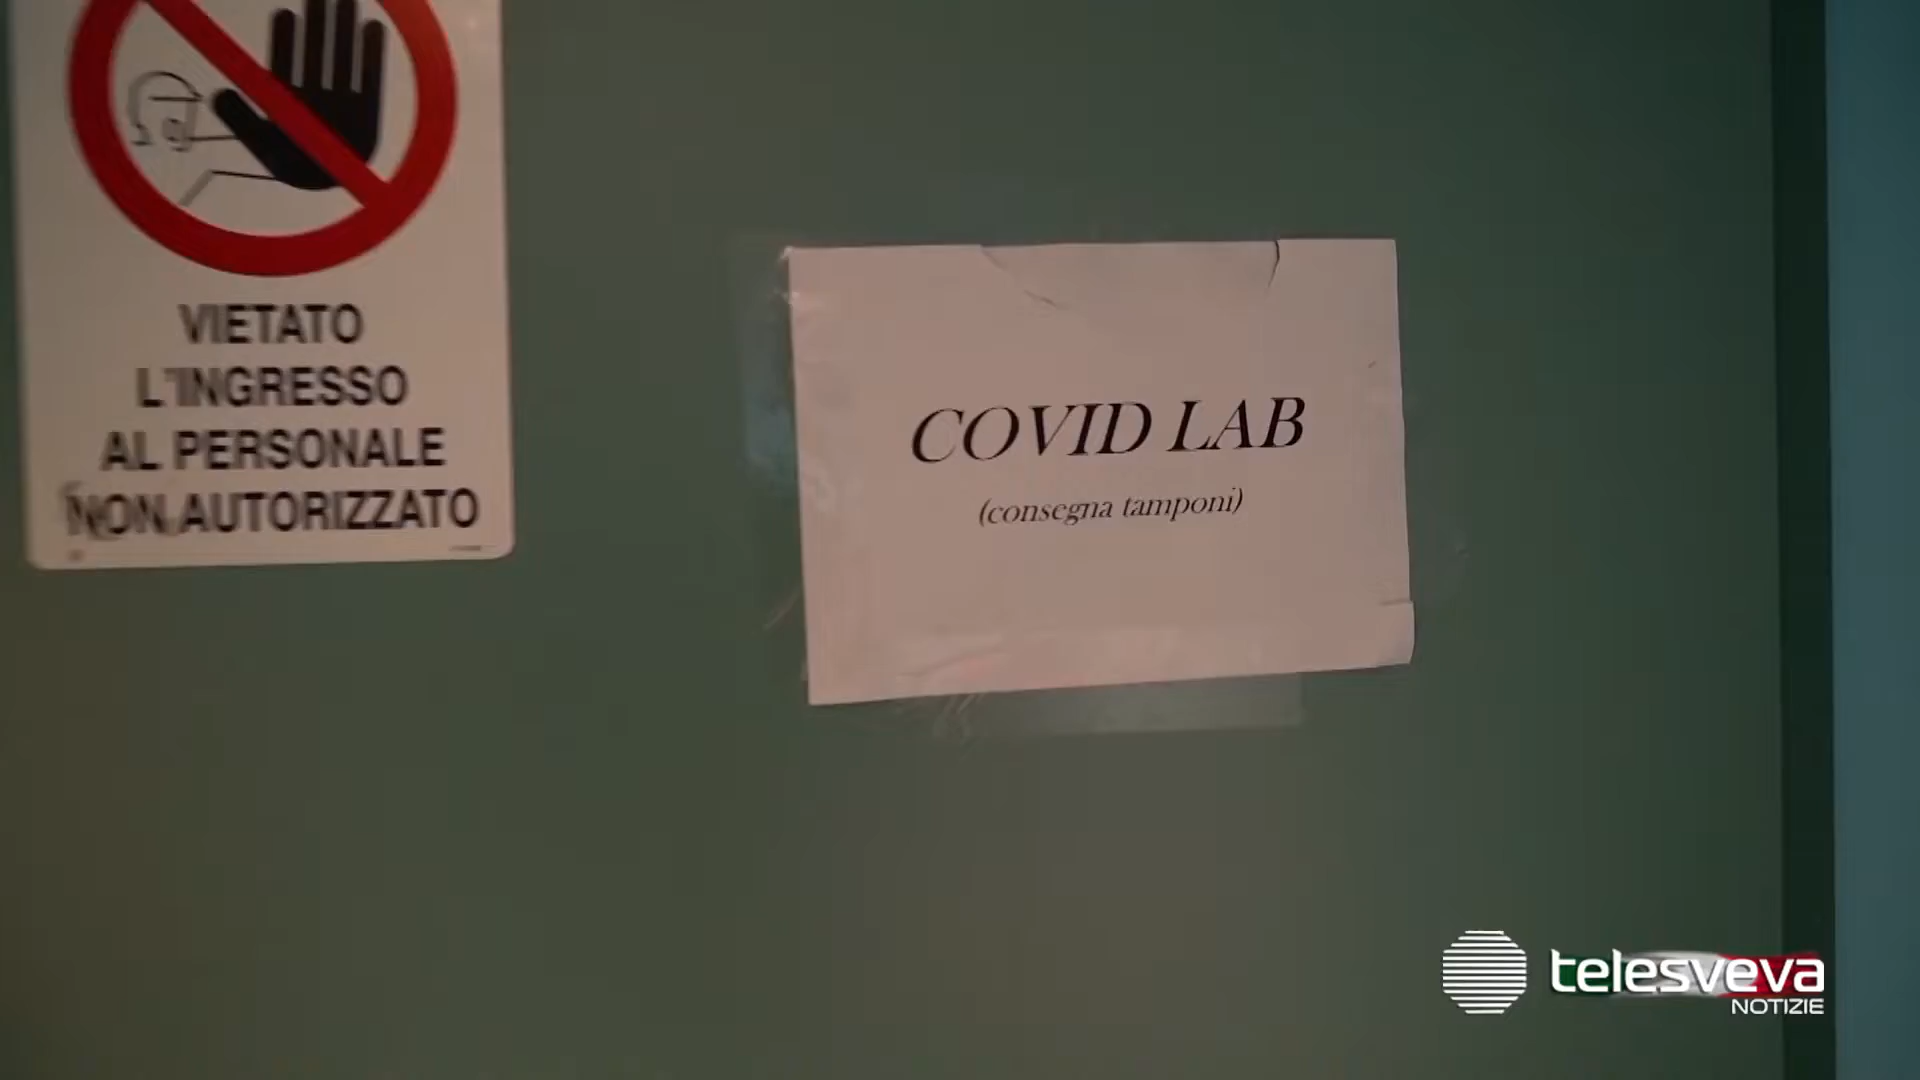 VIETATO
L'INGRESSO
AL PERSONALE
NON AUTORIZZATO
COVID LAB
(consegna tamponi)
telesveva
NOTIZIE